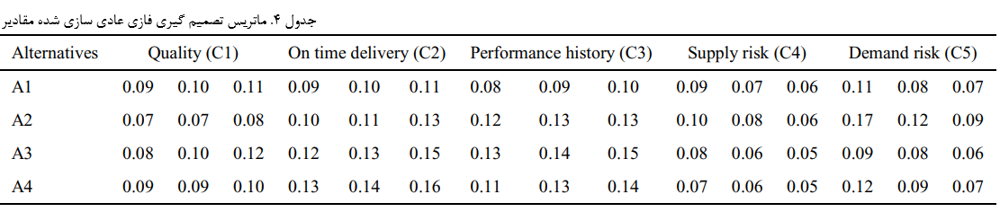 جدول ۴. ماتریس تصمیم گیری فازی عادی سازی شده مقادیر
Alternatives Quality (C1) On time delivery (C2) Performance history (C3) Supply risk (C4) Demand risk (C5)
A1 0.09 0.10 0.11 0.09 0.10 0.11 0.08 0.09 0.10 0.09 0.07 0.06 0.11 0.08 0.07
A2 0.07 0.07 0.08 0.10 0.11 0.13 0.12 0.13 0.13 0.10 0.08 0.06 0.17 0.12 0.09
A3 0.08 0.10 0.12 0.12 0.13 0.15 0.13 0.14 0.15 0.08 0.06 0.05 0.09 0.08 0.06
A4 0.09 0.09 0.10 0.13 0.14 0.16 0.11 0.13 0.14 0.07 0.06 0.05 0.12 0.09 0.07